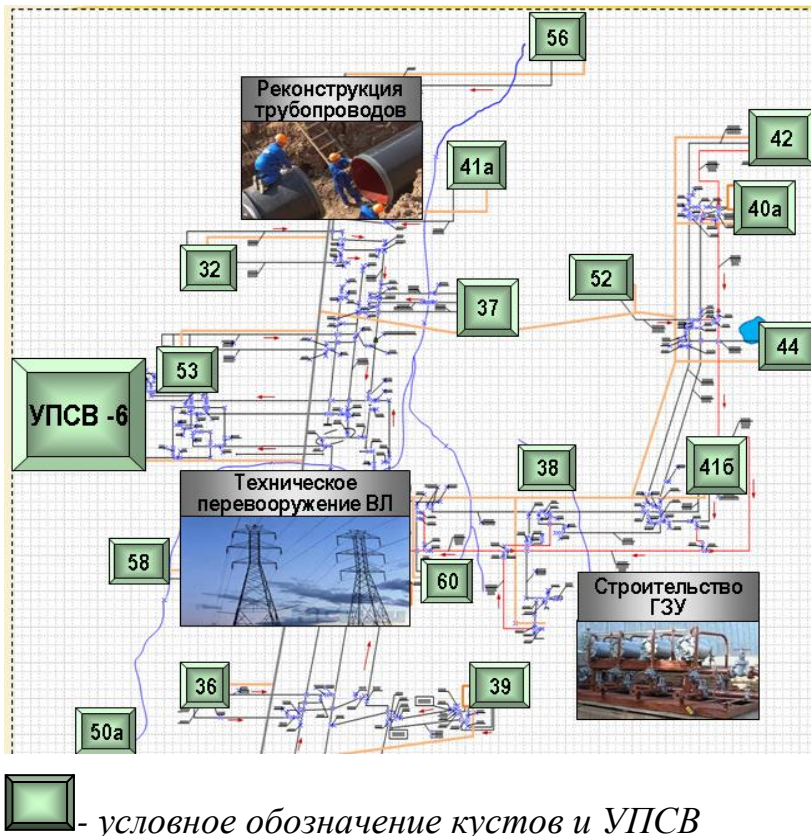 56
Реконструкция
трубопроводов
42
41а
40а
32
52
37
44
53
УПСВ -6
38
41б
Техническое
перевооружение ВЛ
58
60
Строительство
ГЗУ
36
39
50а
- условное обозначение кустов и УПСВ